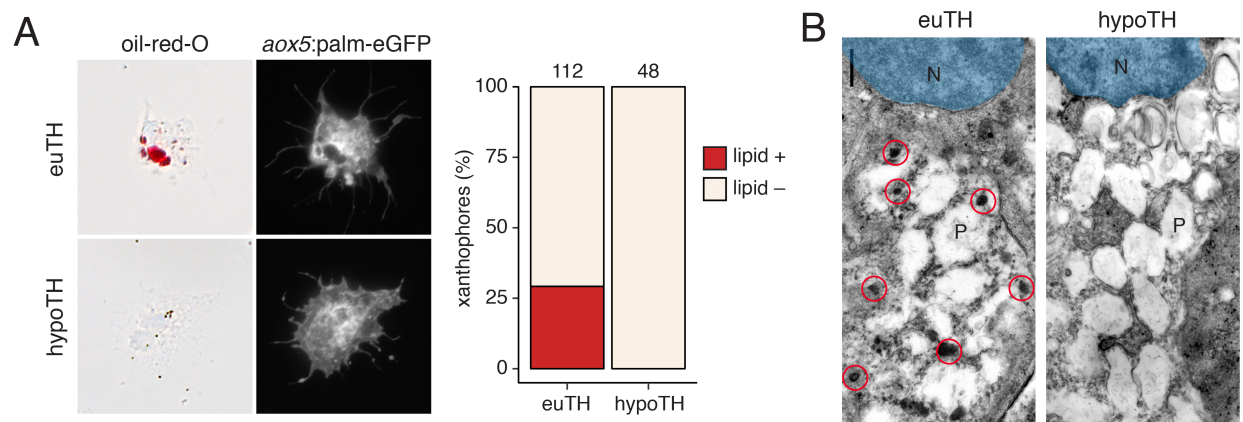 A
oil-red-O
aox5:palm-eGFP
euTH
hypoTH
xanthophores (%)
100
75
50
25
0
112
48
euTH
hypoTH
lipid +
lipid –
B
euTH
hypoTH
N
N
P
P